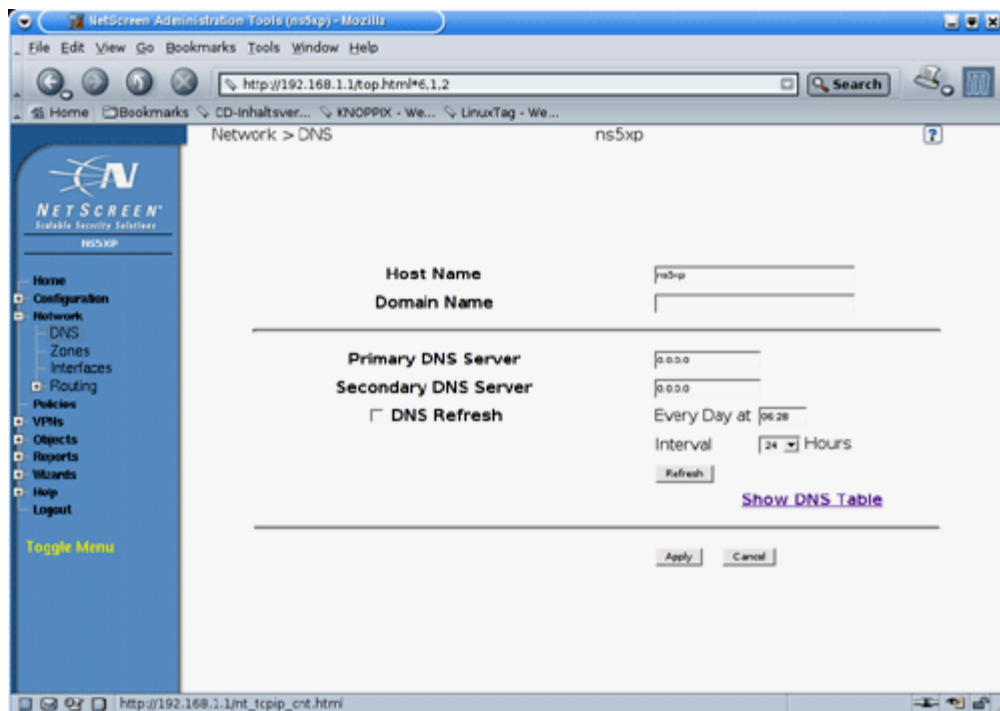 NetScreen Administration Tools (ns5xp) - Mozilla
File Edit View Go Bookmarks Tools Window Help
http://192.168.1.1/top.html*6,1,2
Search
Home Bookmarks CD-Inhaltsver... KNOPPIX - We... LinuxTag - We...
Network > DNS ns5xp ?
N
NETSCREEN
Scalable Security Solutions
NS5XP
Home
Configuration
Network
DNS
Zones
Interfaces
Routing
Policies
VPNs
Objects
Reports
Wizards
Help
Logout
Toggle Menu
Host Name ns5xp
Domain Name
Primary DNS Server 0.0.0.0
Secondary DNS Server 0.0.0.0
DNS Refresh Every Day at 06:28
Interval 24 Hours
Refresh
Show DNS Table
Apply Cancel
http://192.168.1.1/nt_tcpip_cnt.html